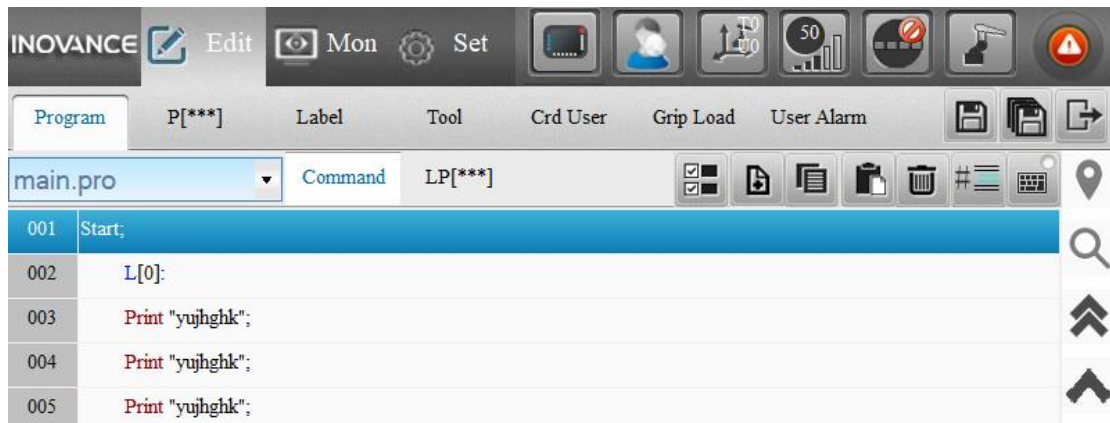 INOVANCE Edit Mon Set T0 U0 50
Program P[***] Label Tool Crd User Grip Load User Alarm
main.pro Command LP[***] #
001 Start;
002 L[0]:
003 Print "yujhghk";
004 Print "yujhghk";
005 Print "yujhghk";